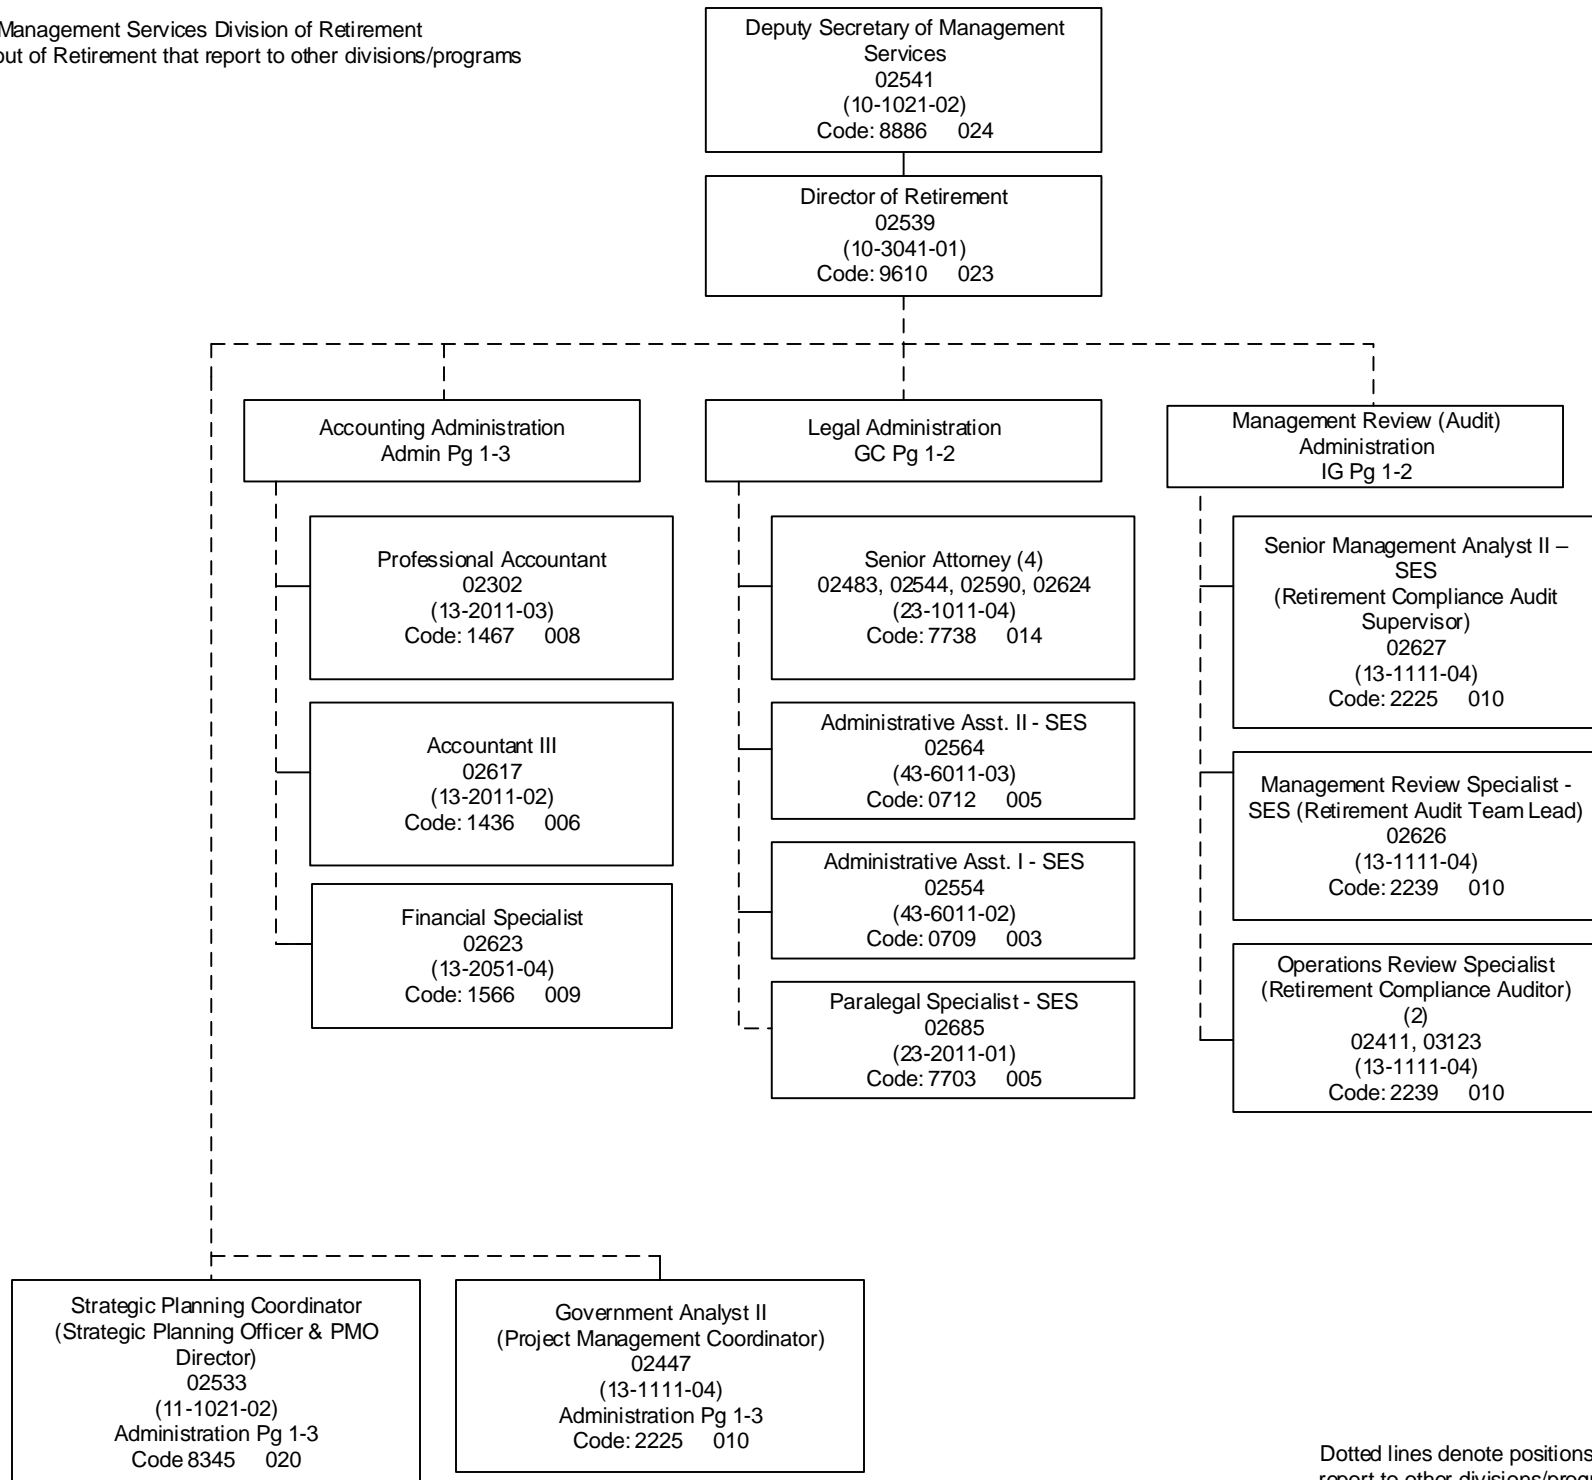 Management Services Division of Retirement
out of Retirement that report to other divisions/programs
Deputy Secretary of Management
Services
02541
(10-1021-02)
Code: 8886 024
Director of Retirement
02539
(10-3041-01)
Code: 9610 023
Accounting Administration
Admin Pg 1-3
Professional Accountant
02302
(13-2011-03)
Code: 1467 008
Accountant III
02617
(13-2011-02)
Code: 1436 006
Financial Specialist
02623
(13-2051-04)
Code: 1566 009
Legal Administration
GC Pg 1-2
Senior Attorney (4)
02483, 02544, 02590, 02624
(23-1011-04)
Code: 7738 014
Administrative Asst. II - SES
02564
(43-6011-03)
Code: 0712 005
Administrative Asst. I - SES
02554
(43-6011-02)
Code: 0709 003
Paralegal Specialist - SES
02685
(23-2011-01)
Code: 7703 005
Management Review (Audit)
Administration
IG Pg 1-2
Senior Management Analyst II –
SES
(Retirement Compliance Audit
Supervisor)
02627
(13-1111-04)
Code: 2225 010
Management Review Specialist -
SES (Retirement Audit Team Lead)
02626
(13-1111-04)
Code: 2239 010
Operations Review Specialist
(Retirement Compliance Auditor)
(2)
02411, 03123
(13-1111-04)
Code: 2239 010
Strategic Planning Coordinator
(Strategic Planning Officer & PMO
Director)
02533
(11-1021-02)
Administration Pg 1-3
Code 8345 020
Government Analyst II
(Project Management Coordinator)
02447
(13-1111-04)
Administration Pg 1-3
Code: 2225 010
Dotted lines denote positions
report to other divisions/prog